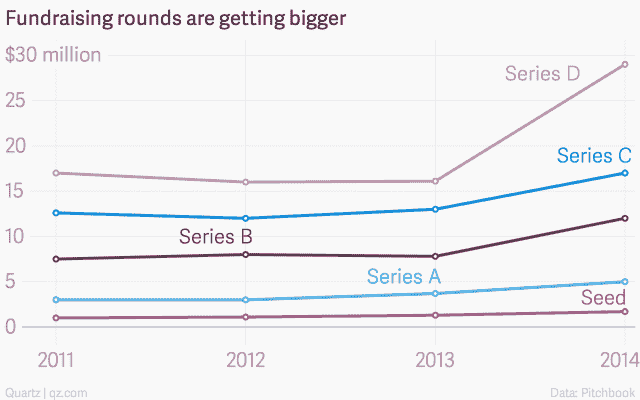 Fundraising rounds are getting bigger
$30 million
Series D
25
20
Series C
15
Series B
10
Series A
5
Seed
0
2011 2012 2013 2014
Quartz | qz.com Data: Pitchbook